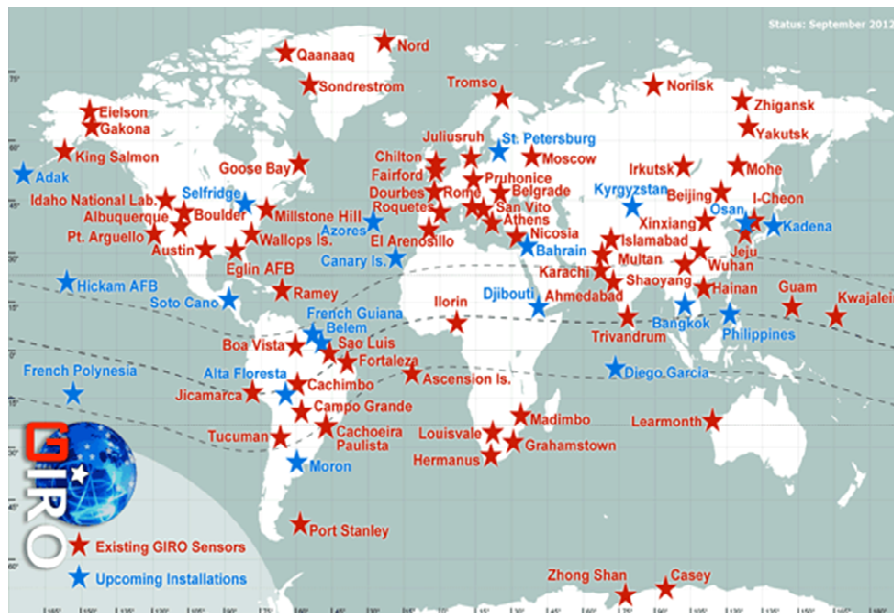 Status: September 2012
Nord
Qaanaaq
Sondrestrom
Tromso
Norilsk
Zhigansk
Yakutsk
Eielson
Gakona
King Salmon
Adak
Goose Bay
Juliusruh
St. Petersburg
Moscow
Chilton
Fairford
Pruhonice
Irkutsk
Mohe
Idaho National Lab.
Selfridge
Dourbes
Rome
Belgrade
Kyrgyzstan
Beijing
I-Cheon
Albuquerque
Boulder
Millstone Hill
Roquetes
San Vito
Xinxiang
Osan
Pt. Arguello
Wallops Is.
Azores
Athens
Kadena
Austin
El Arenosillo
Nicosia
Islamabad
Jeju
Eglin AFB
Canary Is.
Bahrain
Multan
Wuhan
Karachi
Shaoyang
Hickam AFB
Ramey
Hainan
Guam
Soto Cano
Ilorin
Djibouti
Ahmedabad
Kwajalein
French Guiana
Trivandrum
Bangkok
Philippines
Belem
Boa Vista
Sao Luis
Fortaleza
French Polynesia
Alta Floresta
Cachimbo
Ascension Is.
Diego Garcia
Jicamarca
Campo Grande
Madimbo
Learmonth
Tucuman
Cachoeira
Paulista
Louisvale
Grahamstown
Hermanus
Moron
GIRO
Port Stanley
Existing GIRO Sensors
Upcoming Installations
Zhong Shan
Casey